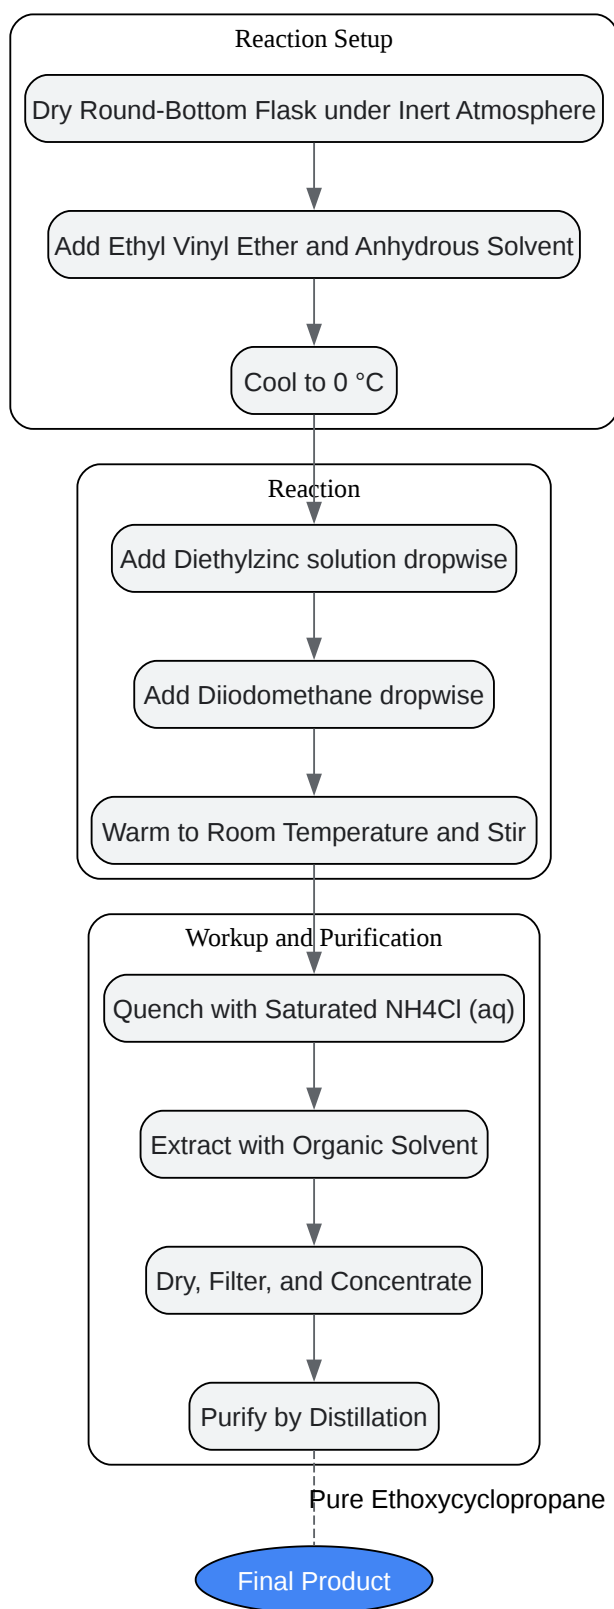 Reaction Setup
Dry Round-Bottom Flask under Inert Atmosphere
Add Ethyl Vinyl Ether and Anhydrous Solvent
Cool to 0 °C
Reaction
Add Diethylzinc solution dropwise
Add Diiodomethane dropwise
Warm to Room Temperature and Stir
Workup and Purification
Quench with Saturated NH4Cl (aq)
Extract with Organic Solvent
Dry, Filter, and Concentrate
Purify by Distillation
Pure Ethoxycyclopropane
Final Product